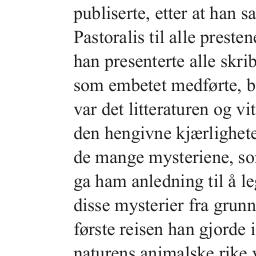 publiserte, etter at han sa
Pastoralis til alle presten
han presenterte alle skrib
som embetet medførte, b
var det litteraturen og vit
den hengivne kjærlighete
de mange mysteriene, so
ga ham anledning til å le
disse mysterier fra grunn
første reisen han gjorde i
naturens animalske rike v